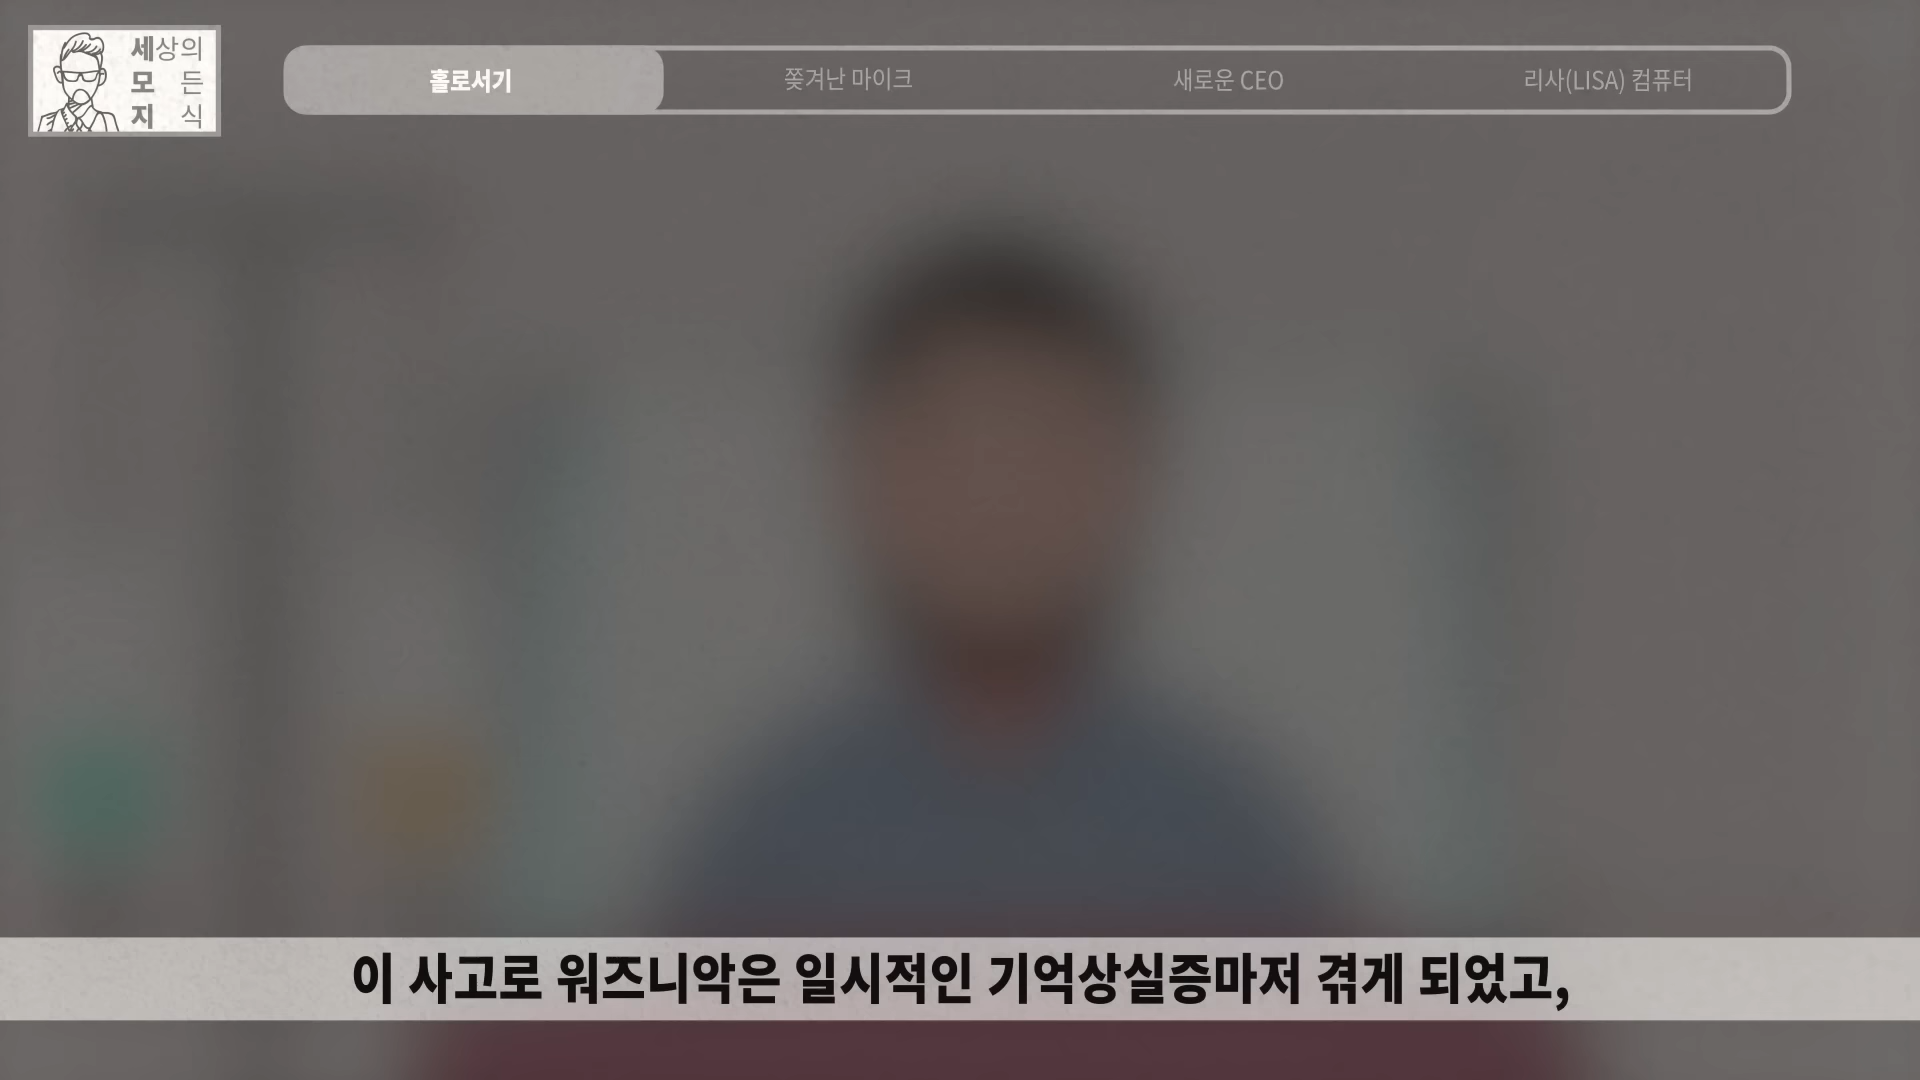 세상의
모든
지식
홀로서기
쫒겨난 마이크
새로운 CEO
리사(LISA) 컴퓨터
이 사고로 워즈니악은 일시적인 기억상실증마저 겪게 되었고,